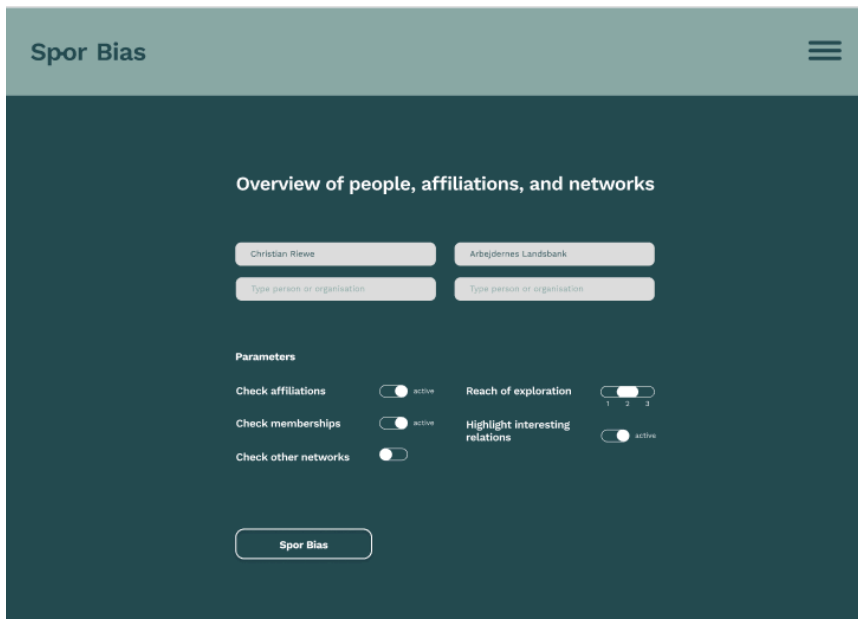 Spor Bias
Overview of people, affiliations, and networks
Christian Riewe
Arbejdernes Landsbank
Type person or organisation
Type person or organisation
Parameters
Check affiliations
active
Reach of exploration
1 2 3
Check memberships
active
Highlight interesting
relations
active
Check other networks
Spor Bias